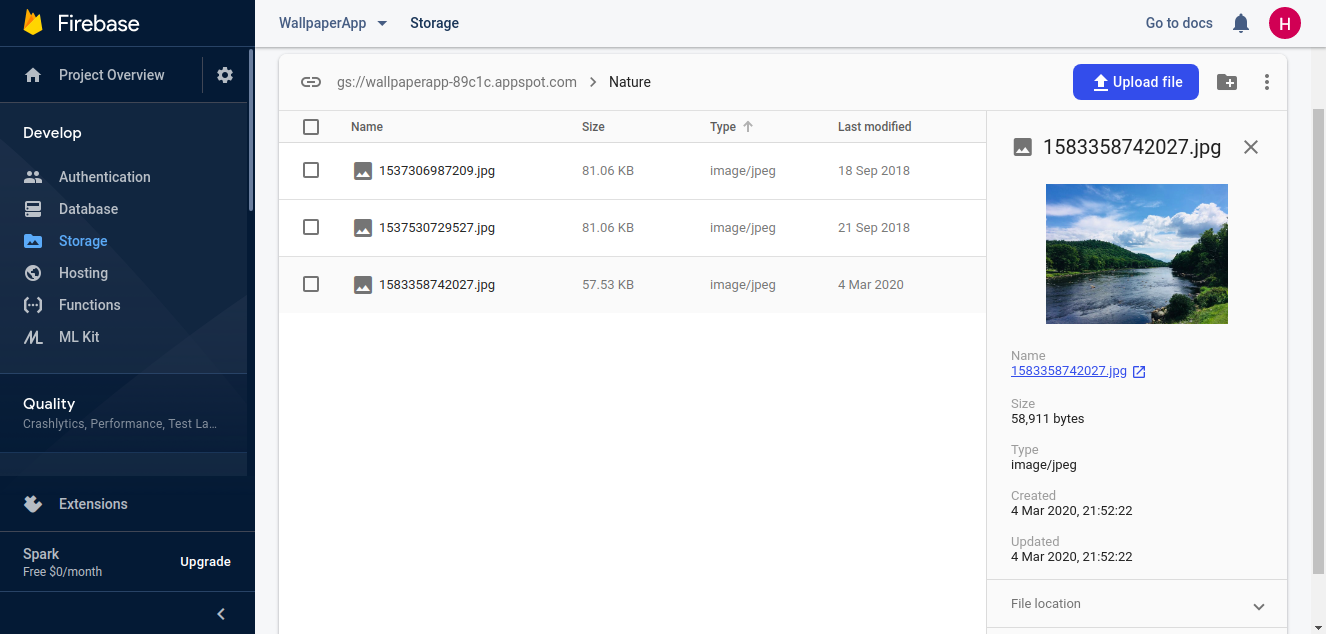 Firebase
WallpaperApp
Storage
Go to docs
H
Project Overview
gs://wallpaperapp-89c1c.appspot.com
Nature
Upload file
Develop
Authentication
Database
Storage
Hosting
Functions
ML Kit
Quality
Crashlytics, Performance, Test La...
Extensions
Spark
Free $0/month
Upgrade
Name Size Type Last modified
1537306987209.jpg 81.06 KB image/jpeg 18 Sep 2018
1537530729527.jpg 81.06 KB image/jpeg 21 Sep 2018
1583358742027.jpg 57.53 KB image/jpeg 4 Mar 2020
1583358742027.jpg
Name
1583358742027.jpg
Size
58,911 bytes
Type
image/jpeg
Created
4 Mar 2020, 21:52:22
Updated
4 Mar 2020, 21:52:22
File location